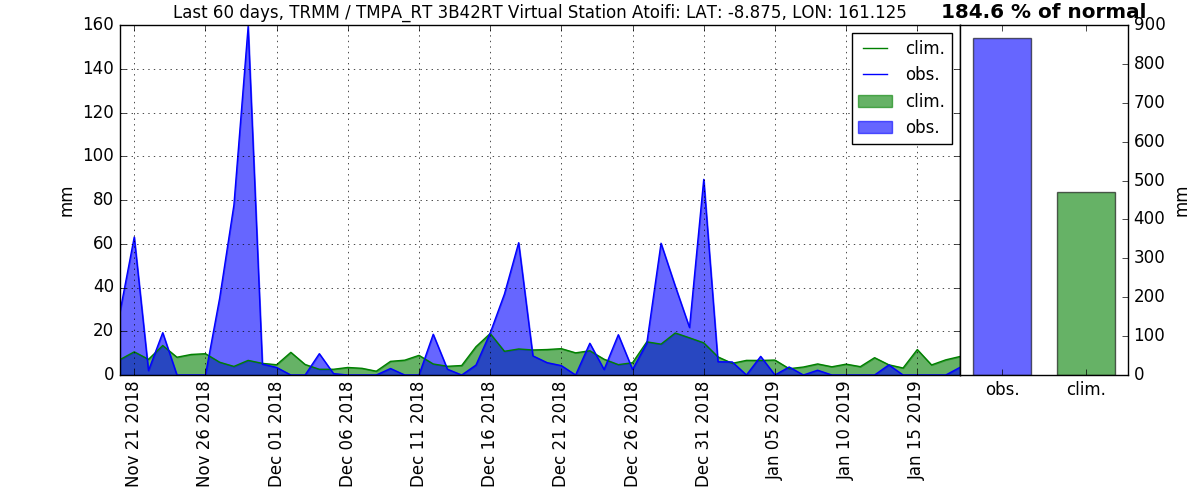 Last 60 days, TRMM / TMPA_RT 3B42RT Virtual Station Atoifi: LAT: -8.875, LON: 161.125
184.6 % of normal
160
140
120
100
80
60
40
20
0
mm
clim.
obs.
clim.
obs.
Nov 21 2018
Nov 26 2018
Dec 01 2018
Dec 06 2018
Dec 11 2018
Dec 16 2018
Dec 21 2018
Dec 26 2018
Dec 31 2018
Jan 05 2019
Jan 10 2019
Jan 15 2019
900
800
700
600
500
400
300
200
100
0
mm
obs.
clim.